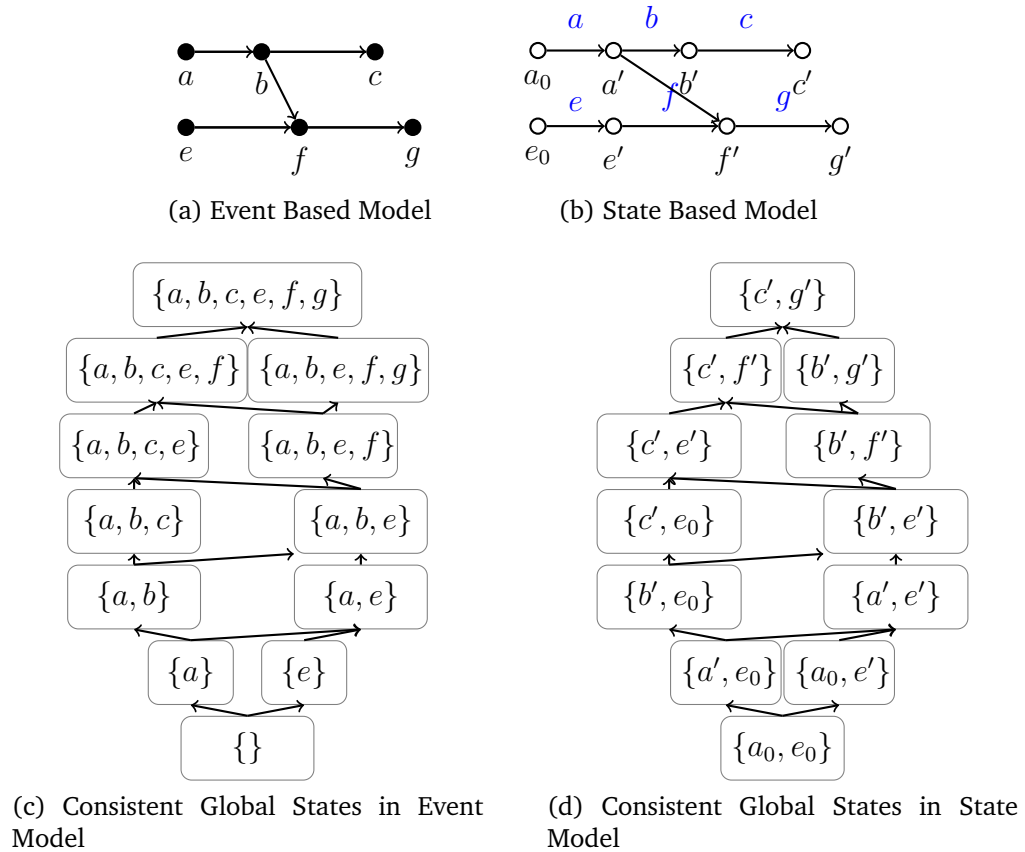 a b c
a b c
a₀ a′ b′ c′
e f g
e f g
e₀ e′ f′ g′
(a) Event Based Model
(b) State Based Model
{a, b, c, e, f, g}
{a, b, c, e, f} {a, b, e, f, g}
{a, b, c, e} {a, b, e, f}
{a, b, c} {a, b, e}
{a, b} {a, e}
{a} {e}
{}
(c) Consistent Global States in Event
Model
{c′, g′}
{c′, f′} {b′, g′}
{c′, e′} {b′, f′}
{c′, e₀} {b′, e′}
{b′, e₀} {a′, e′}
{a′, e₀} {a₀, e′}
{a₀, e₀}
(d) Consistent Global States in State
Model